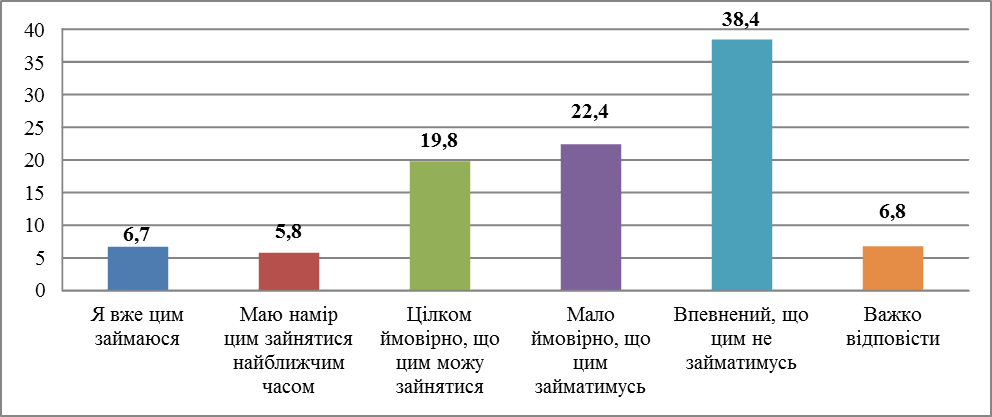 40
35
30
25
20
15
10
5
0
6,7
5,8
19,8
22,4
38,4
6,8
Я вже цим
займаюся
Маю намір
цим зайнятися
найближчим
часом
Цілком
ймовірно, що
цим можу
зайнятися
Мало
ймовірно, що
цим
займатимусь
Впевнений, що
цим не
займатимусь
Важко
відповісти